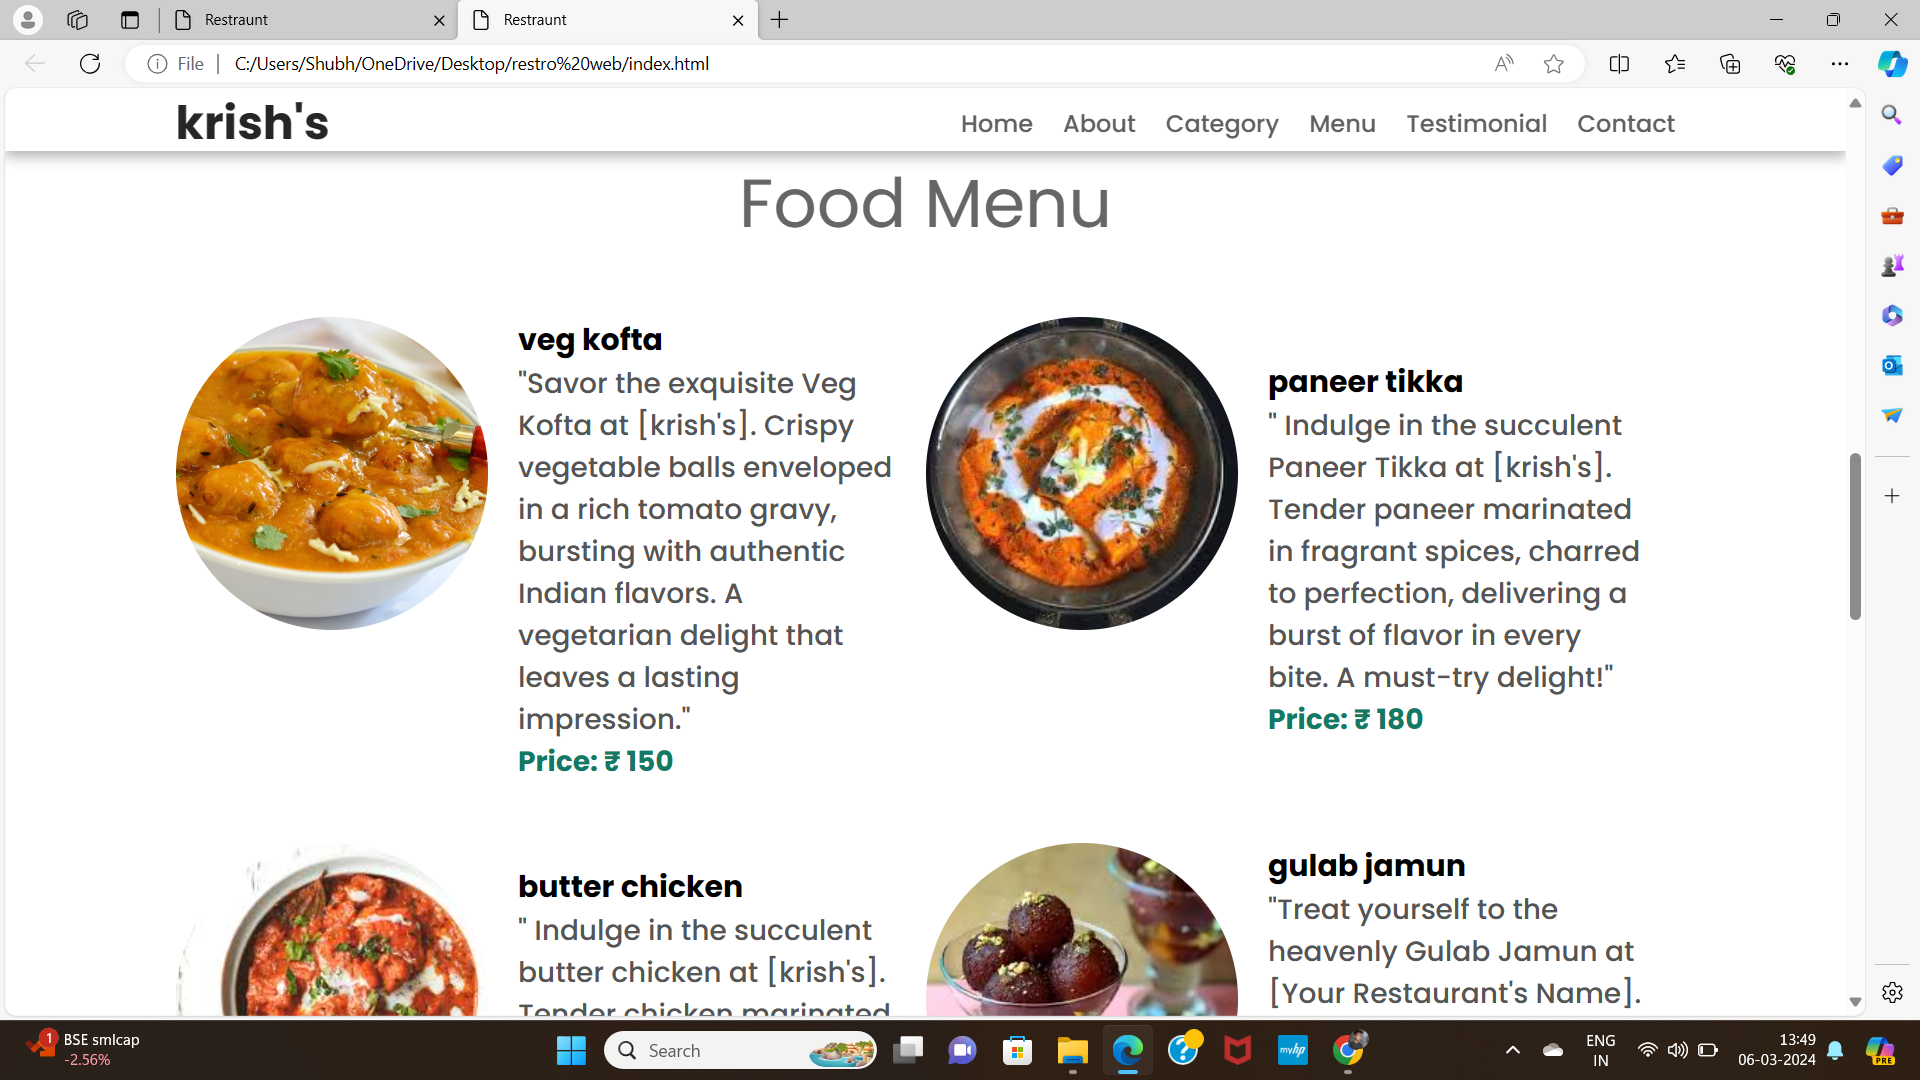 Restraunt
Restraunt
File
C:/Users/Shubh/OneDrive/Desktop/restro%20web/index.html
krish's
Home About Category Menu Testimonial Contact
Food Menu
veg kofta
"Savor the exquisite Veg
Kofta at [krish's]. Crispy
vegetable balls enveloped
in a rich tomato gravy,
bursting with authentic
Indian flavors. A
vegetarian delight that
leaves a lasting
impression."
Price: ₹ 150
paneer tikka
" Indulge in the succulent
Paneer Tikka at [krish's].
Tender paneer marinated
in fragrant spices, charred
to perfection, delivering a
burst of flavor in every
bite. A must-try delight!"
Price: ₹ 180
butter chicken
" Indulge in the succulent
butter chicken at [krish's].
Tender chicken marinated
gulab jamun
"Treat yourself to the
heavenly Gulab Jamun at
[Your Restaurant's Name].
1
BSE smlcap
-2.56%
Search
myhp
ENG
IN
13:49
06-03-2024
PRE